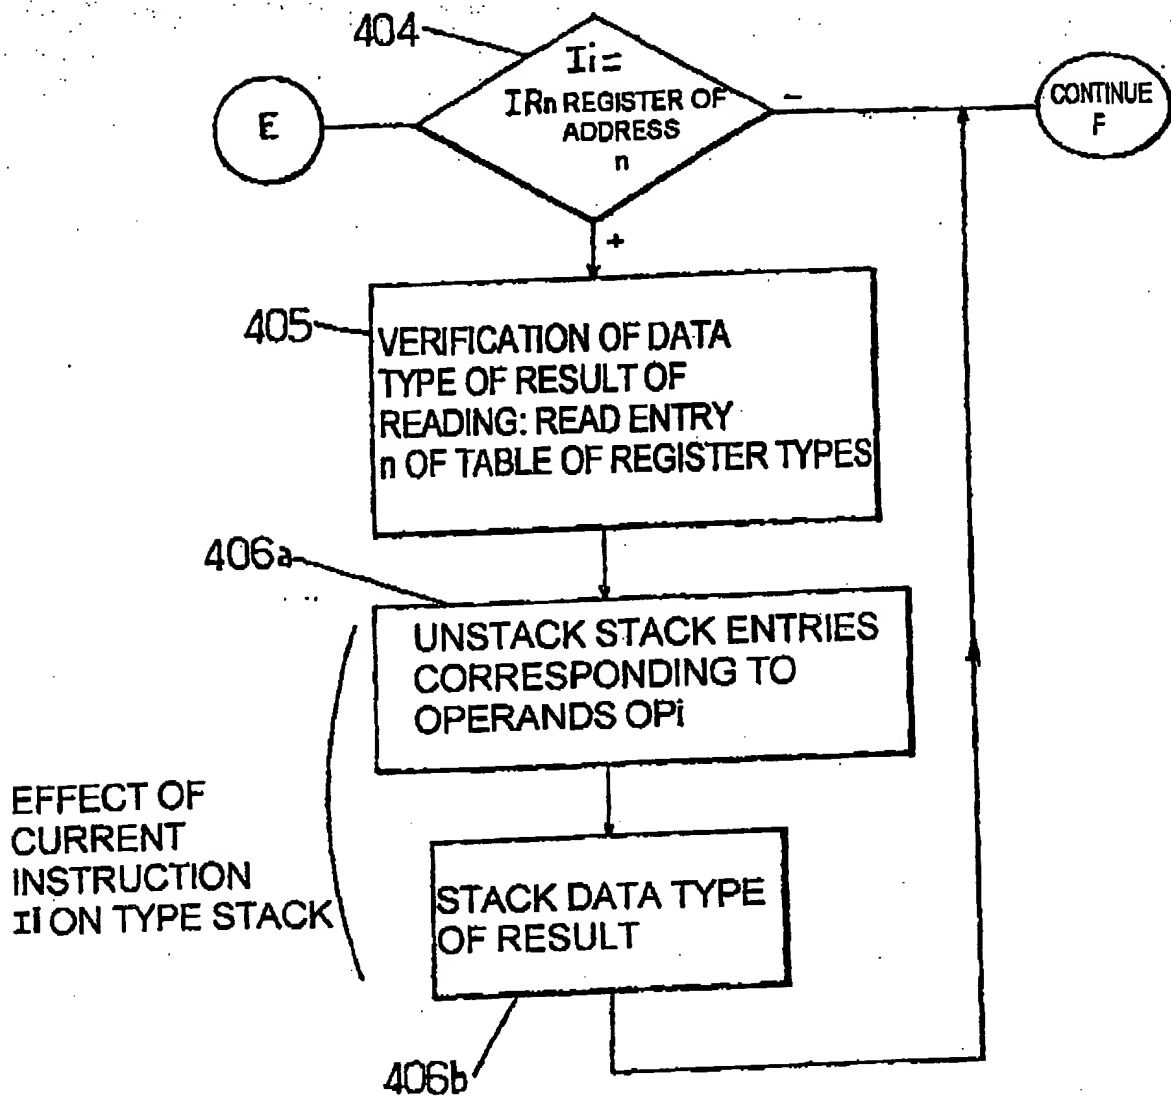 404
Ii=
IRn REGISTER OF
ADDRESS
n
E
-
CONTINUE
F
+
405
VERIFICATION OF DATA
TYPE OF RESULT OF
READING: READ ENTRY
n OF TABLE OF REGISTER TYPES
406a
UNSTACK STACK ENTRIES
CORRESPONDING TO
OPERANDS OPi
EFFECT OF
CURRENT
INSTRUCTION
Ii ON TYPE STACK
STACK DATA TYPE
OF RESULT
406b